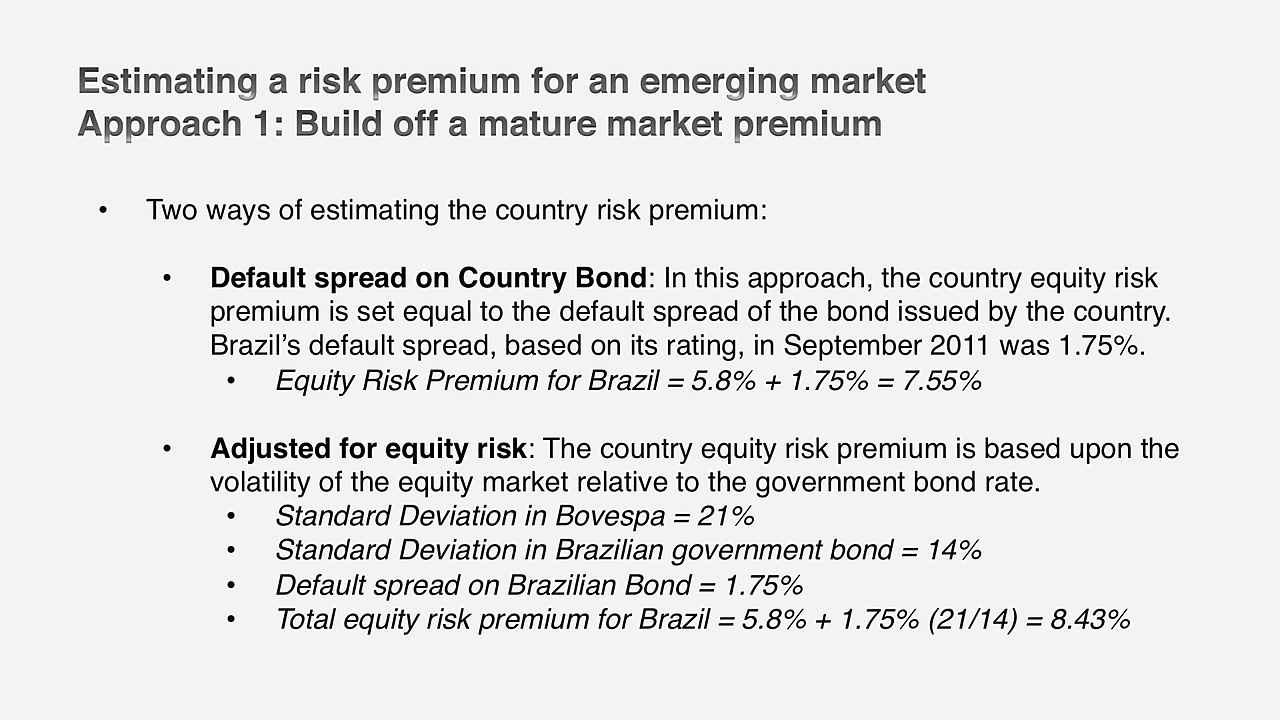 Estimating a risk premium for an emerging market
Approach 1: Build off a mature market premium
• Two ways of estimating the country risk premium:
• Default spread on Country Bond: In this approach, the country equity risk
premium is set equal to the default spread of the bond issued by the country.
Brazil’s default spread, based on its rating, in September 2011 was 1.75%.
• Equity Risk Premium for Brazil = 5.8% + 1.75% = 7.55%
• Adjusted for equity risk: The country equity risk premium is based upon the
volatility of the equity market relative to the government bond rate.
• Standard Deviation in Bovespa = 21%
• Standard Deviation in Brazilian government bond = 14%
• Default spread on Brazilian Bond = 1.75%
• Total equity risk premium for Brazil = 5.8% + 1.75% (21/14) = 8.43%